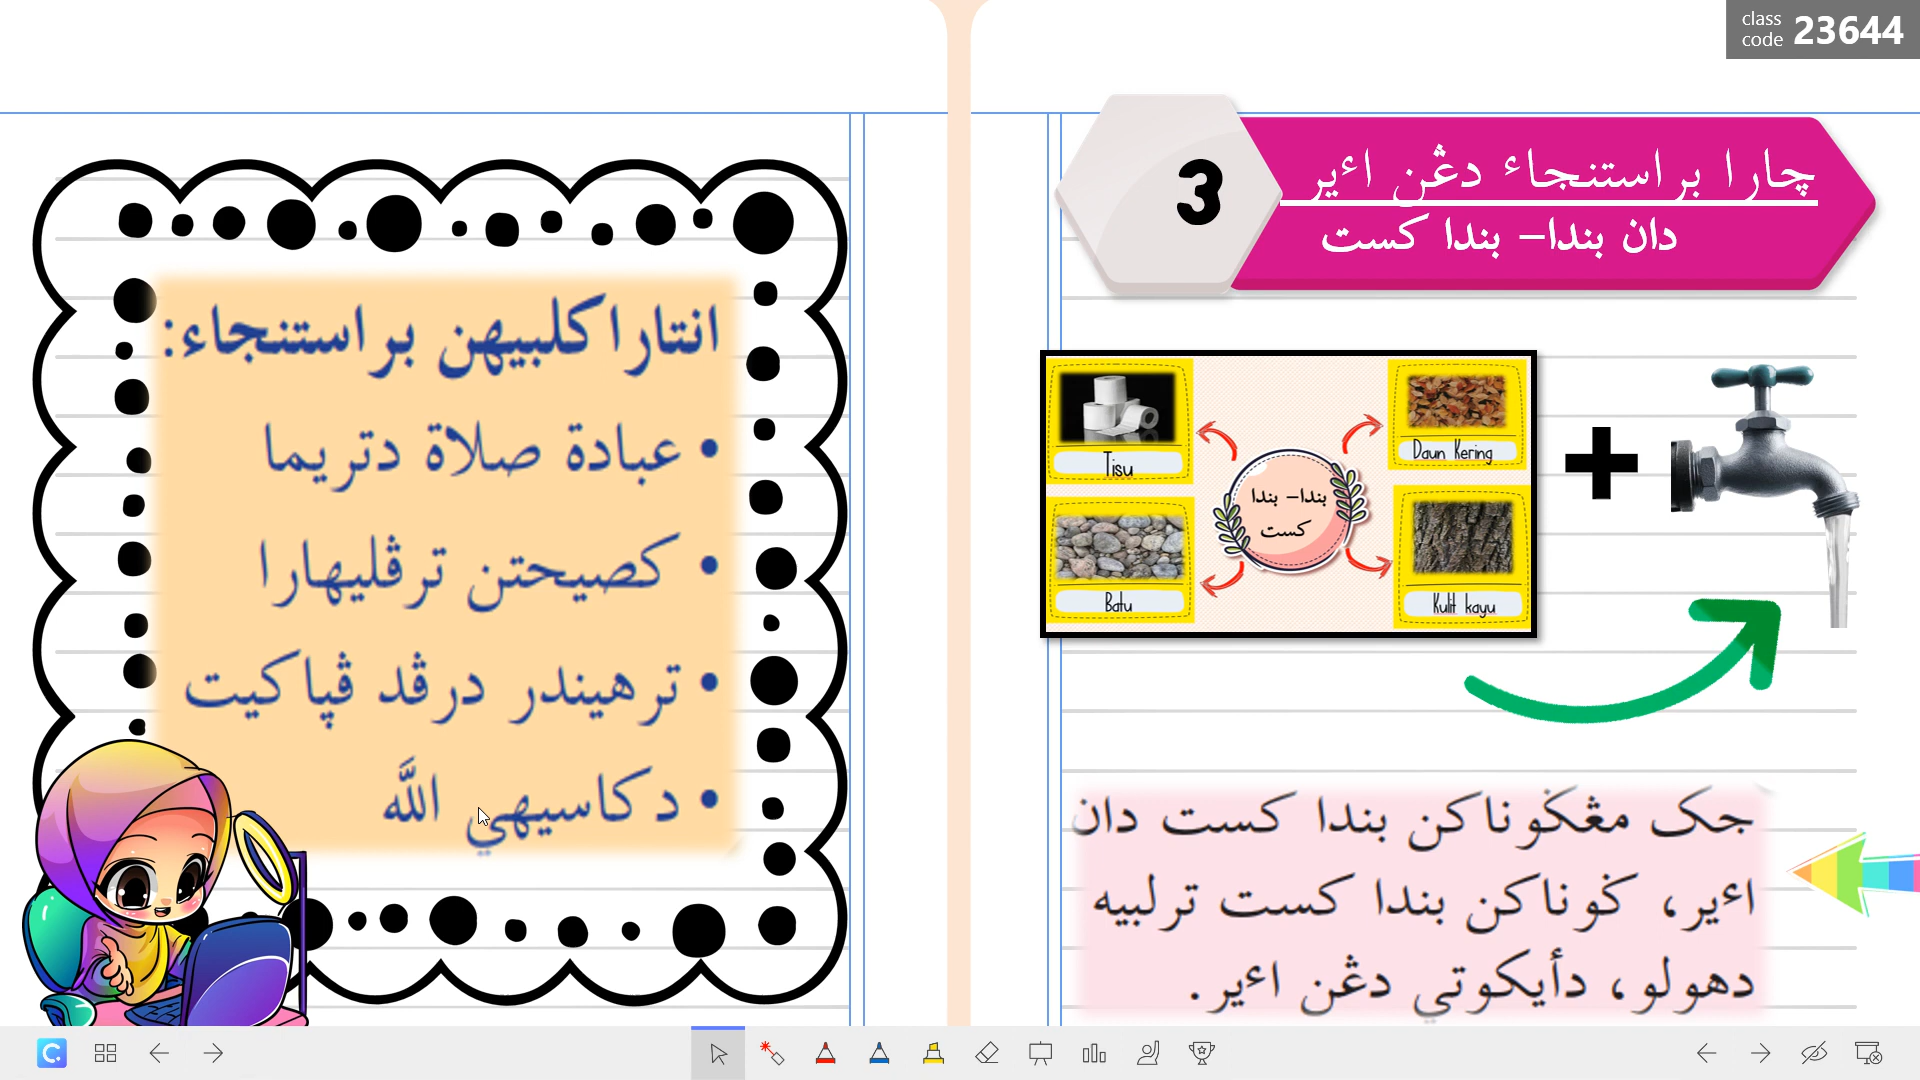 class
code 23644
انتارا کلبيهن براستنجاء:
• عبادة صلاة دتريما
• کصيحتن ترڤليهارا
• ترهيندر درڤد ڤڽاکيت
• دکاسيهي الله
3
چارا براستنجاء دڠن اءير
دان بندا– بندا کست
Tisu
Daun Kering
بندا– بندا
کست
Batu
Kulit kayu
+
جک مڠݢوناکن بندا کست دان
اءير، ݢوناکن بندا کست ترلبيه
دهولو، دأيکوتي دڠن اءير.